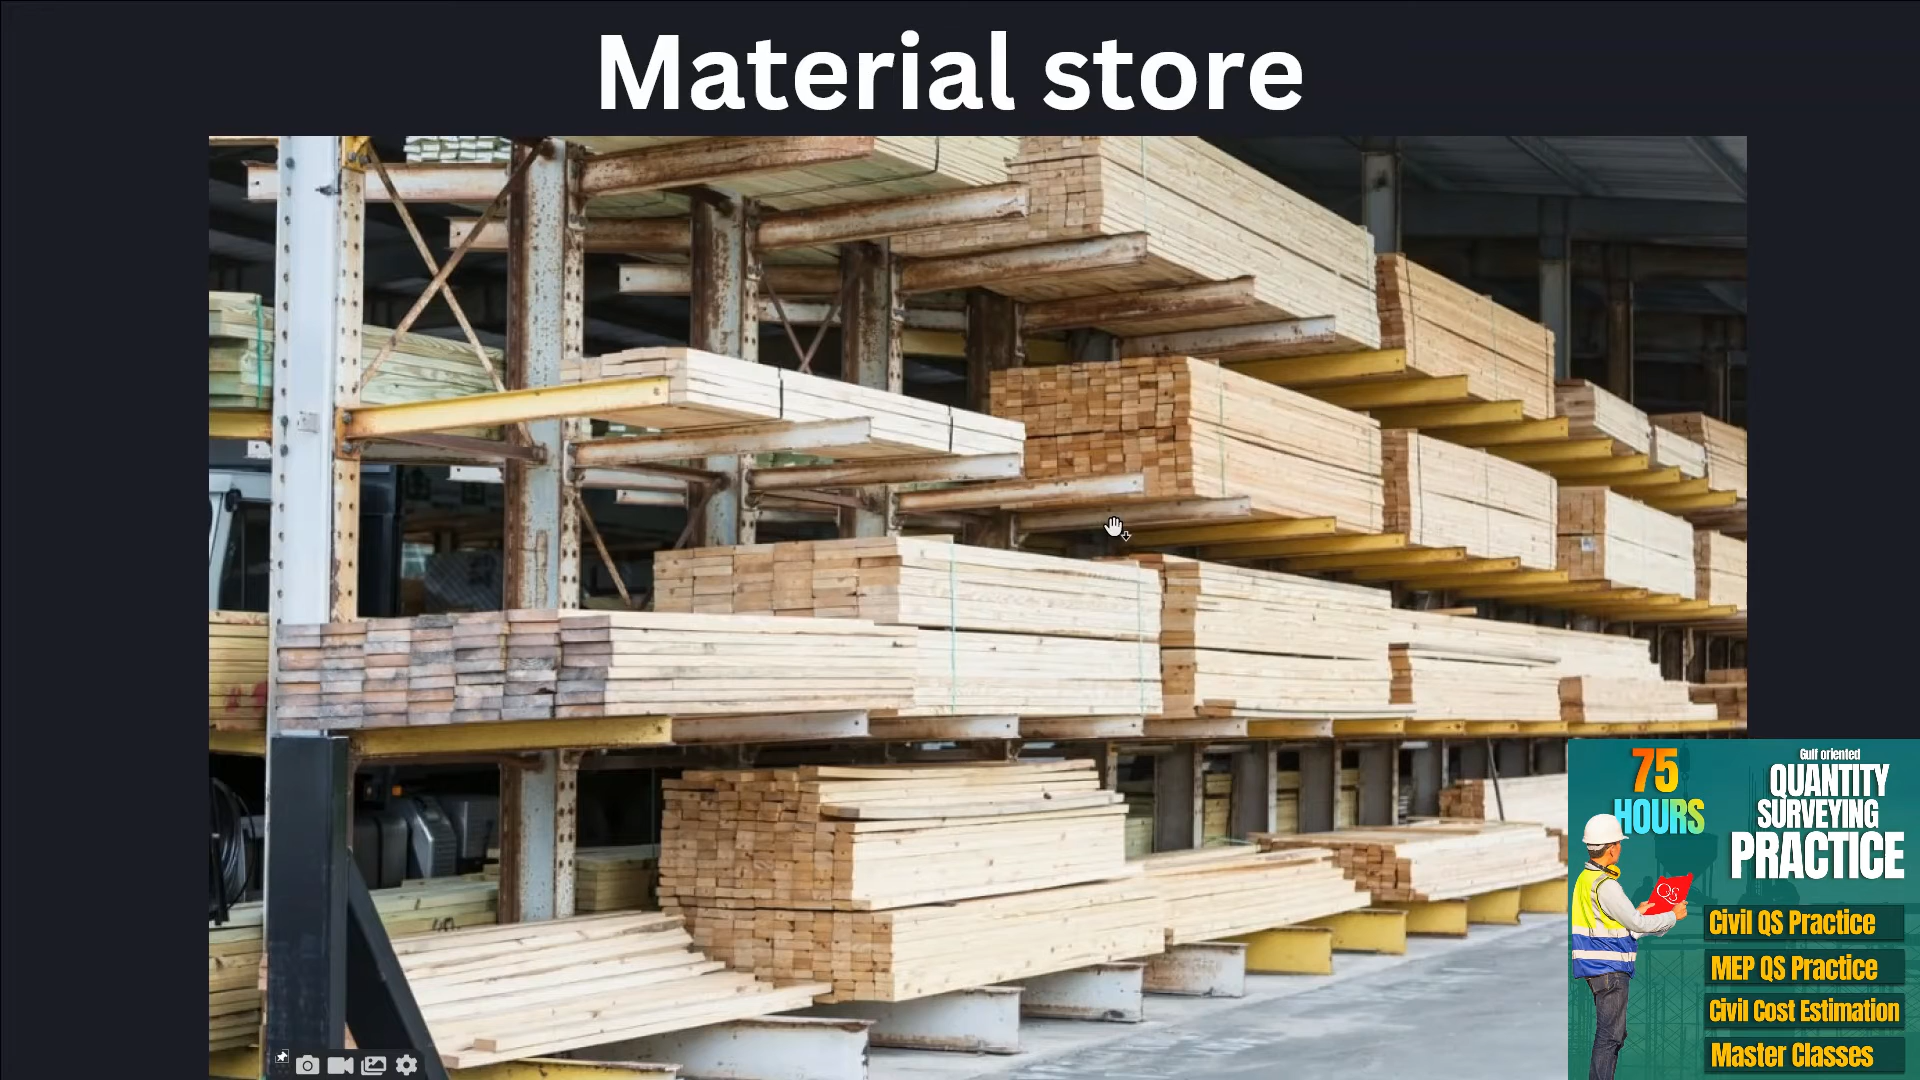 Material store
75
HOURS
Gulf oriented
QUANTITY
SURVEYING
PRACTICE
QS
Civil QS Practice
MEP QS Practice
Civil Cost Estimation
Master Classes